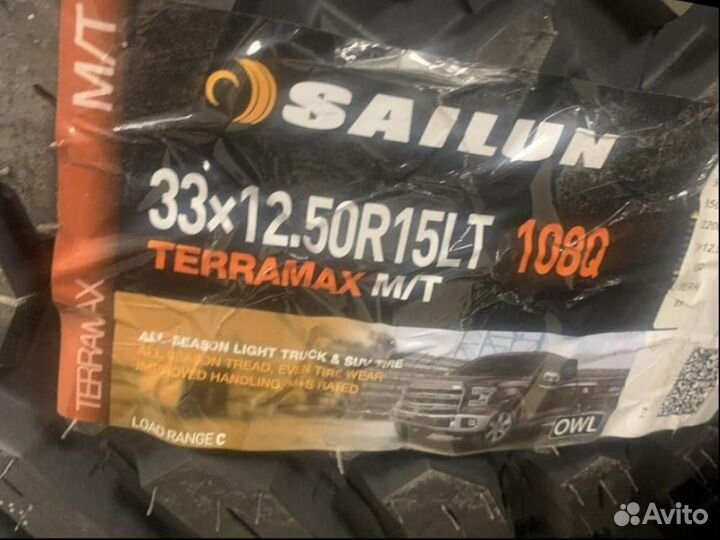 M/T
TERRAMAX
SAILUN
33x12.50R15LT 108Q
TERRAMAX M/T
ALL-SEASON LIGHT TRUCK & SUV TIRE
ALL-SEASON TREAD, EVEN TIRE WEAR
IMPROVED HANDLING, M+S RATED
LOAD RANGE C
OWL
Avito